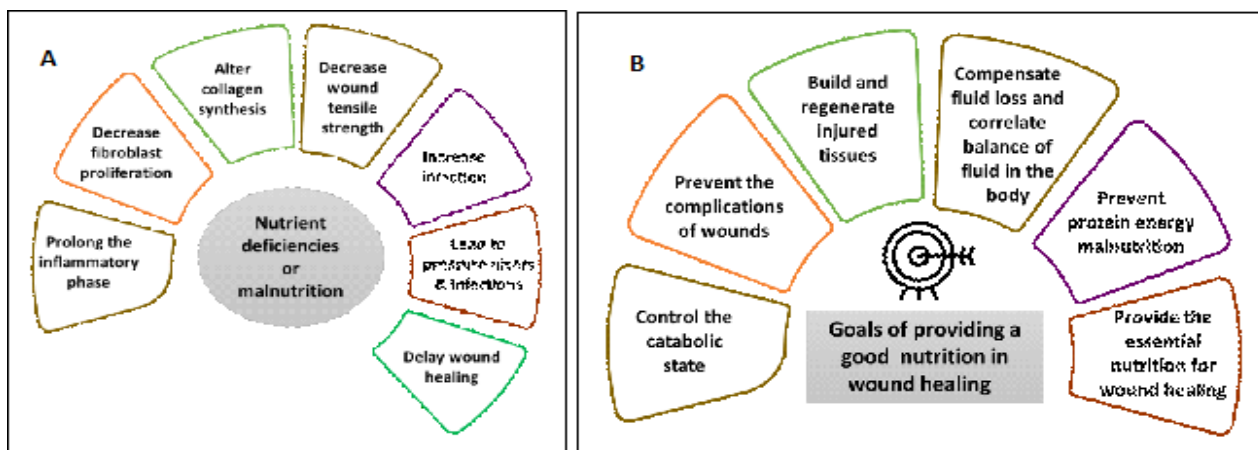 A
Prolong the
inflammatory
phase
Decrease
fibroblast
proliferation
Alter
collagen
synthesis
Decrease
wound
tensile
strength
Increase
infection
Lead to
pressure ulcers
& infections
Delay wound
healing
Nutrient
deficiencies
or
malnutrition
B
Control the
catabolic
state
Prevent the
complications
of wounds
Build and
regenerate
injured
tissues
Compensate
fluid loss and
correlate
balance of
fluid in the
body
Prevent
protein energy
malnutrition
Provide the
essential
nutrition for
wound healing
Goals of providing a
good nutrition in
wound healing